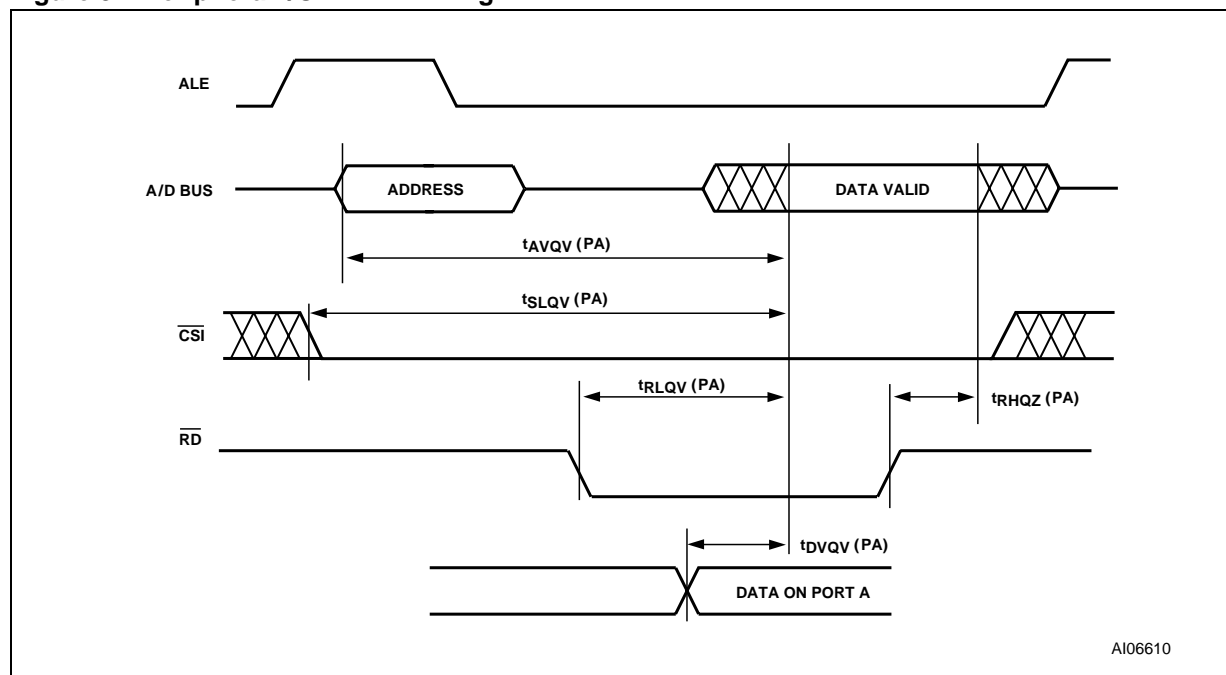 ALE
A/D BUS
ADDRESS
DATA VALID
tAVQV (PA)
tSLQV (PA)
CSI
tRLQV (PA)
tRHQZ (PA)
RD
tDVQV (PA)
DATA ON PORT A
AI06610